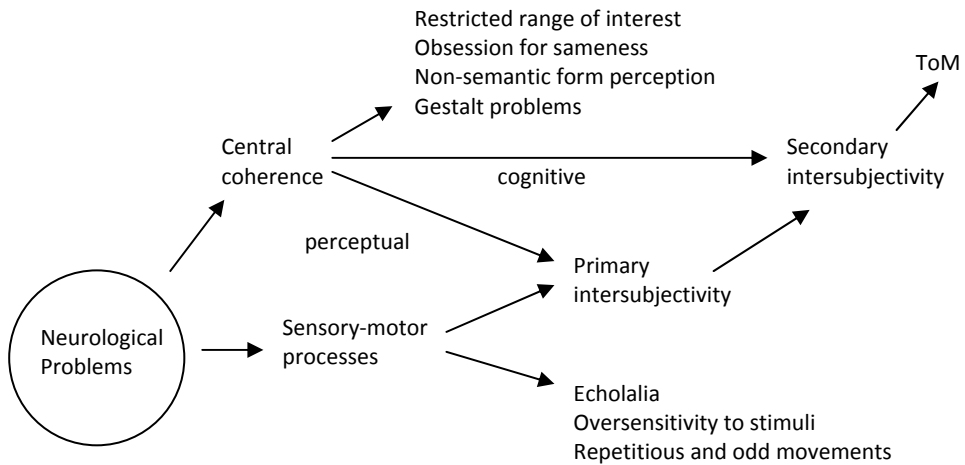 Restricted range of interest
Obsession for sameness
Non-semantic form perception
Gestalt problems
ToM
Central
coherence
cognitive
Secondary
intersubjectivity
perceptual
Primary
intersubjectivity
Neurological
Problems
Sensory-motor
processes
Echolalia
Oversensitivity to stimuli
Repetitious and odd movements